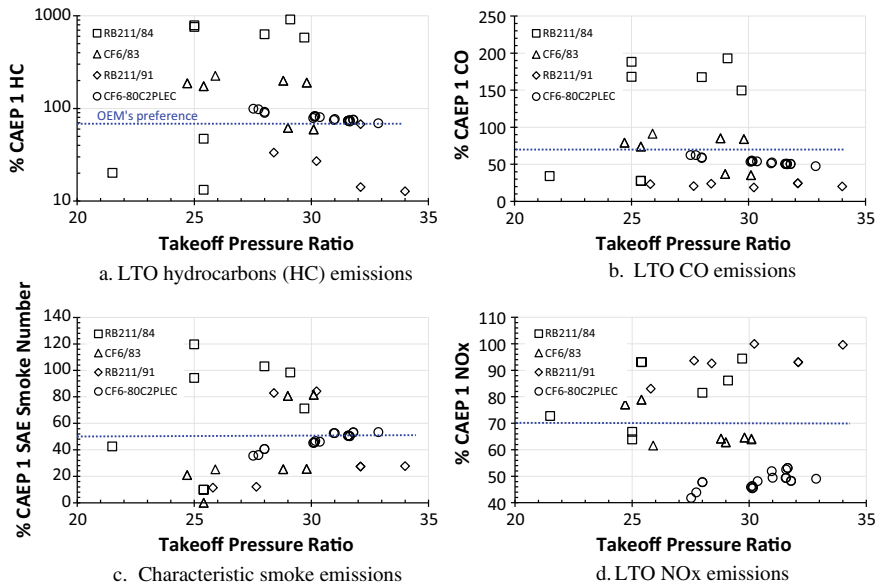 1000
100
10
% CAEP 1 HC
RB211/84
CF6/83
RB211/91
CF6-80C2PLEC
OEM's preference
20 25 30 35
Takeoff Pressure Ratio
a. LTO hydrocarbons (HC) emissions
250
200
150
100
50
0
% CAEP 1 CO
RB211/84
CF6/83
RB211/91
CF6-80C2PLEC
20 25 30 35
Takeoff Pressure Ratio
b. LTO CO emissions
140
120
100
80
60
40
20
0
% CAEP 1 SAE Smoke Number
RB211/84
CF6/83
RB211/91
CF6-80C2PLEC
20 25 30 35
Takeoff Pressure Ratio
c. Characteristic smoke emissions
110
100
90
80
70
60
50
40
% CAEP 1 NOx
RB211/84
CF6/83
RB211/91
CF6-80C2PLEC
20 25 30 35
Takeoff Pressure Ratio
d. LTO NOx emissions